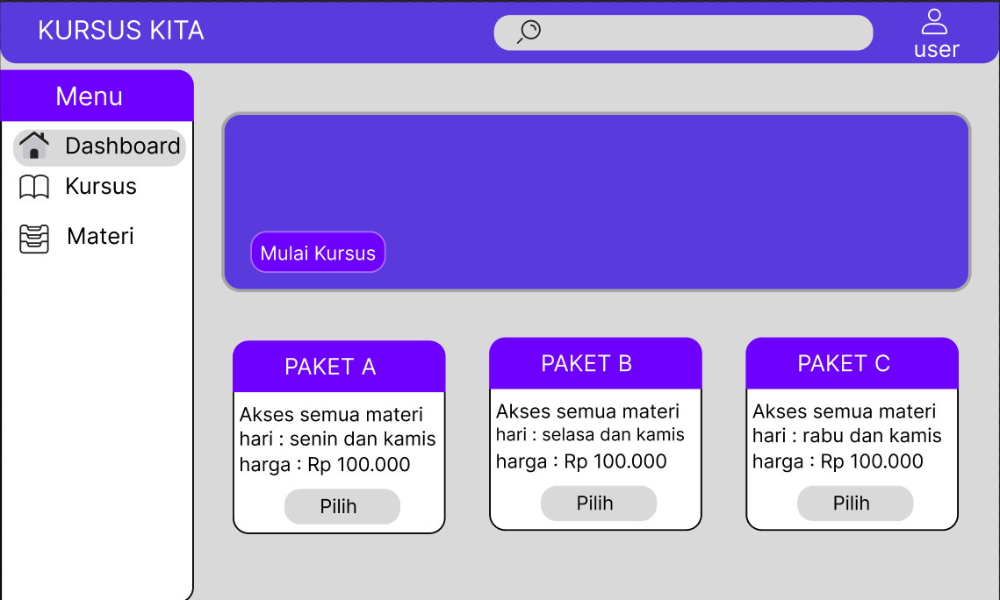 KURSUS KITA
user
Menu
Dashboard
Kursus
Materi
Mulai Kursus
PAKET A
Akses semua materi
hari : senin dan kamis
harga : Rp 100.000
Pilih
PAKET B
Akses semua materi
hari : selasa dan kamis
harga : Rp 100.000
Pilih
PAKET C
Akses semua materi
hari : rabu dan kamis
harga : Rp 100.000
Pilih